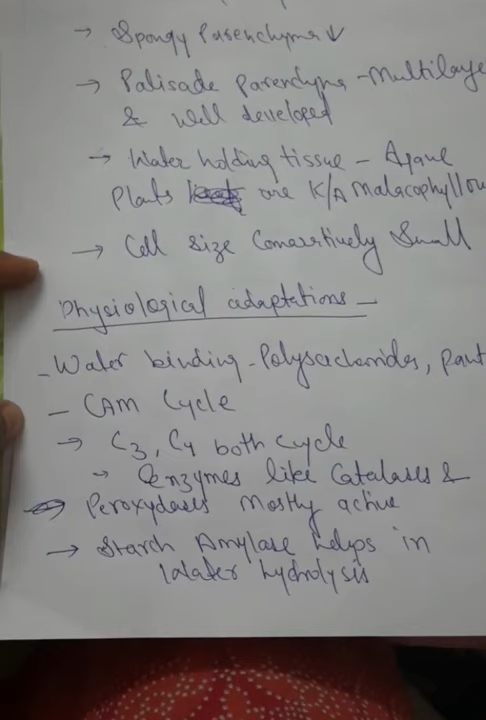 → Spongy Parenchyma ↓
→ Palisade Parenchyma - Multilaye
& Well developed
→ Water holding tissue - Agave
Plants are K/A Malacophyllou
→ Cell Size Small
Physiological adaptations -
- Water binding - Polysaccharides, pent
- CAM Cycle
→ C3, C4 both cycle
→ Enzymes like Catalases &
Peroxydases Mostly active
→ Starch Amylase helps in
Water hydrolysis